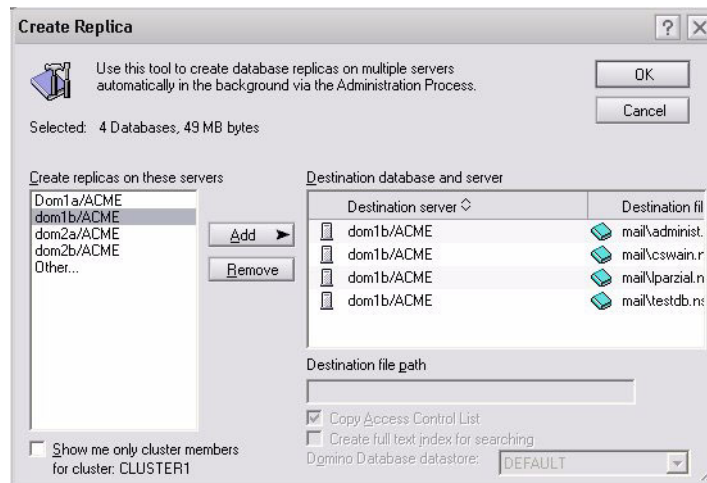 Create Replica
Use this tool to create database replicas on multiple servers
automatically in the background via the Administration Process.
OK
Cancel
Selected: 4 Databases, 49 MB bytes
Create replicas on these servers
Dom1a/ACME
dom1b/ACME
dom2a/ACME
dom2b/ACME
Other...
Add
Remove
Destination database and server
Destination server Destination fil
dom1b/ACME mail\administ.
dom1b/ACME mail\cswain.n
dom1b/ACME mail\lparzial.n
dom1b/ACME mail\testdb.ns
Destination file path
Copy Access Control List
Create full text index for searching
Domino Database datastore: DEFAULT
Show me only cluster members
for cluster: CLUSTER1